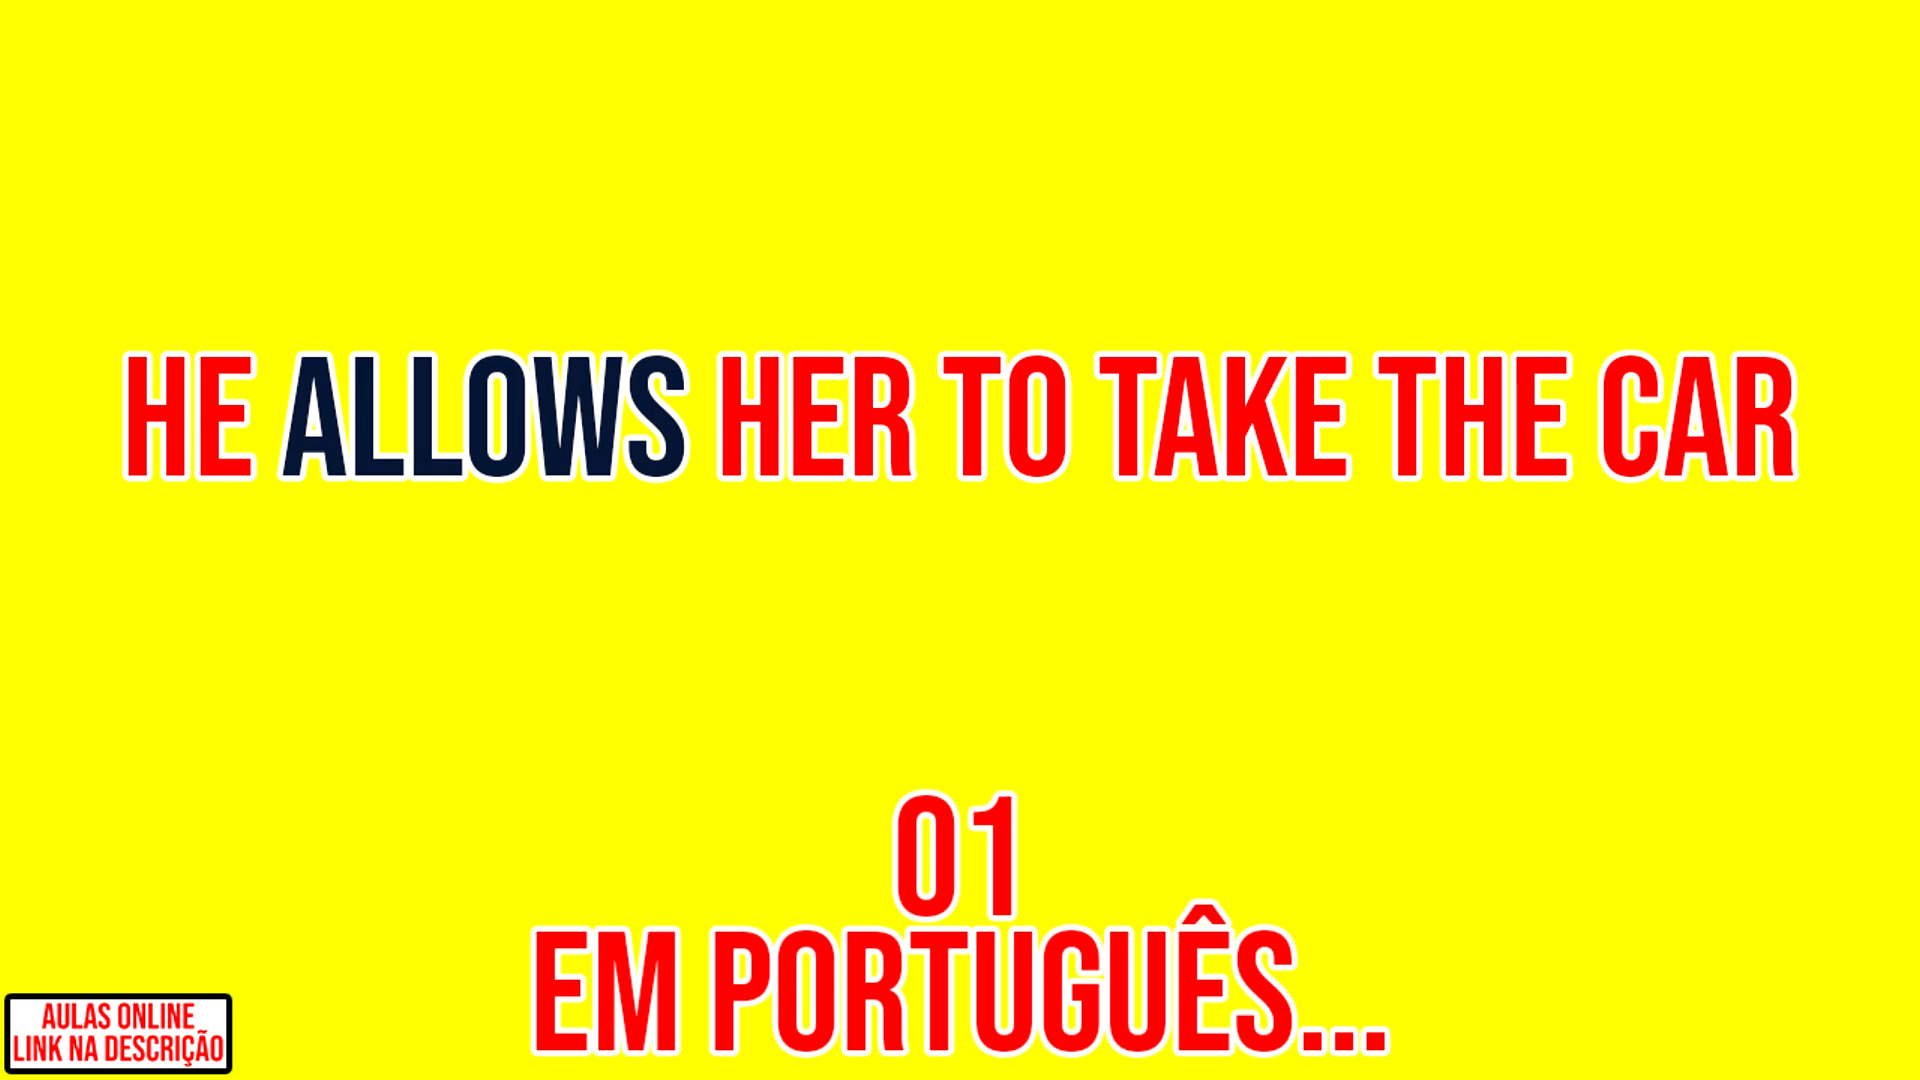 HE ALLOWS HER TO TAKE THE CAR
01
EM PORTUGUÊS...
AULAS ONLINE
LINK NA DESCRIÇÃO